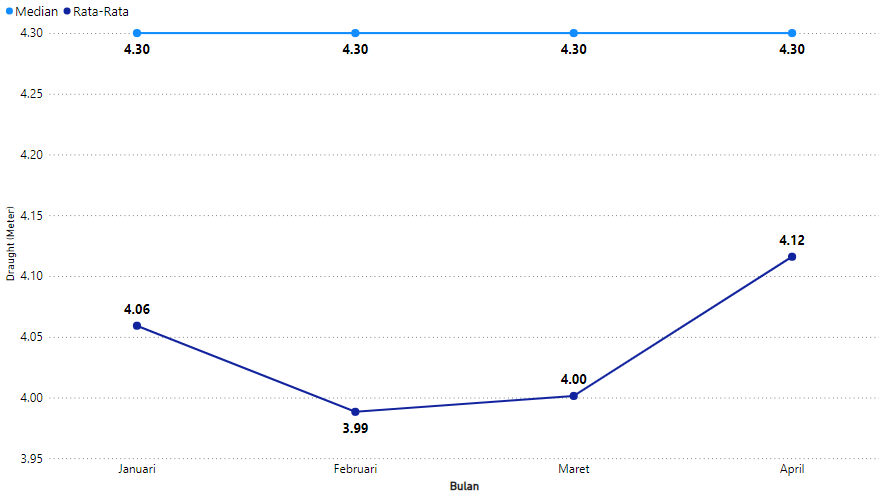 Median Rata-Rata
4.30
4.30 4.30 4.30 4.30
4.25
4.20
4.15
4.12
4.10
4.06
4.05
4.00
4.00
3.99
3.95
Draught (Meter)
Januari Februari Maret April
Bulan